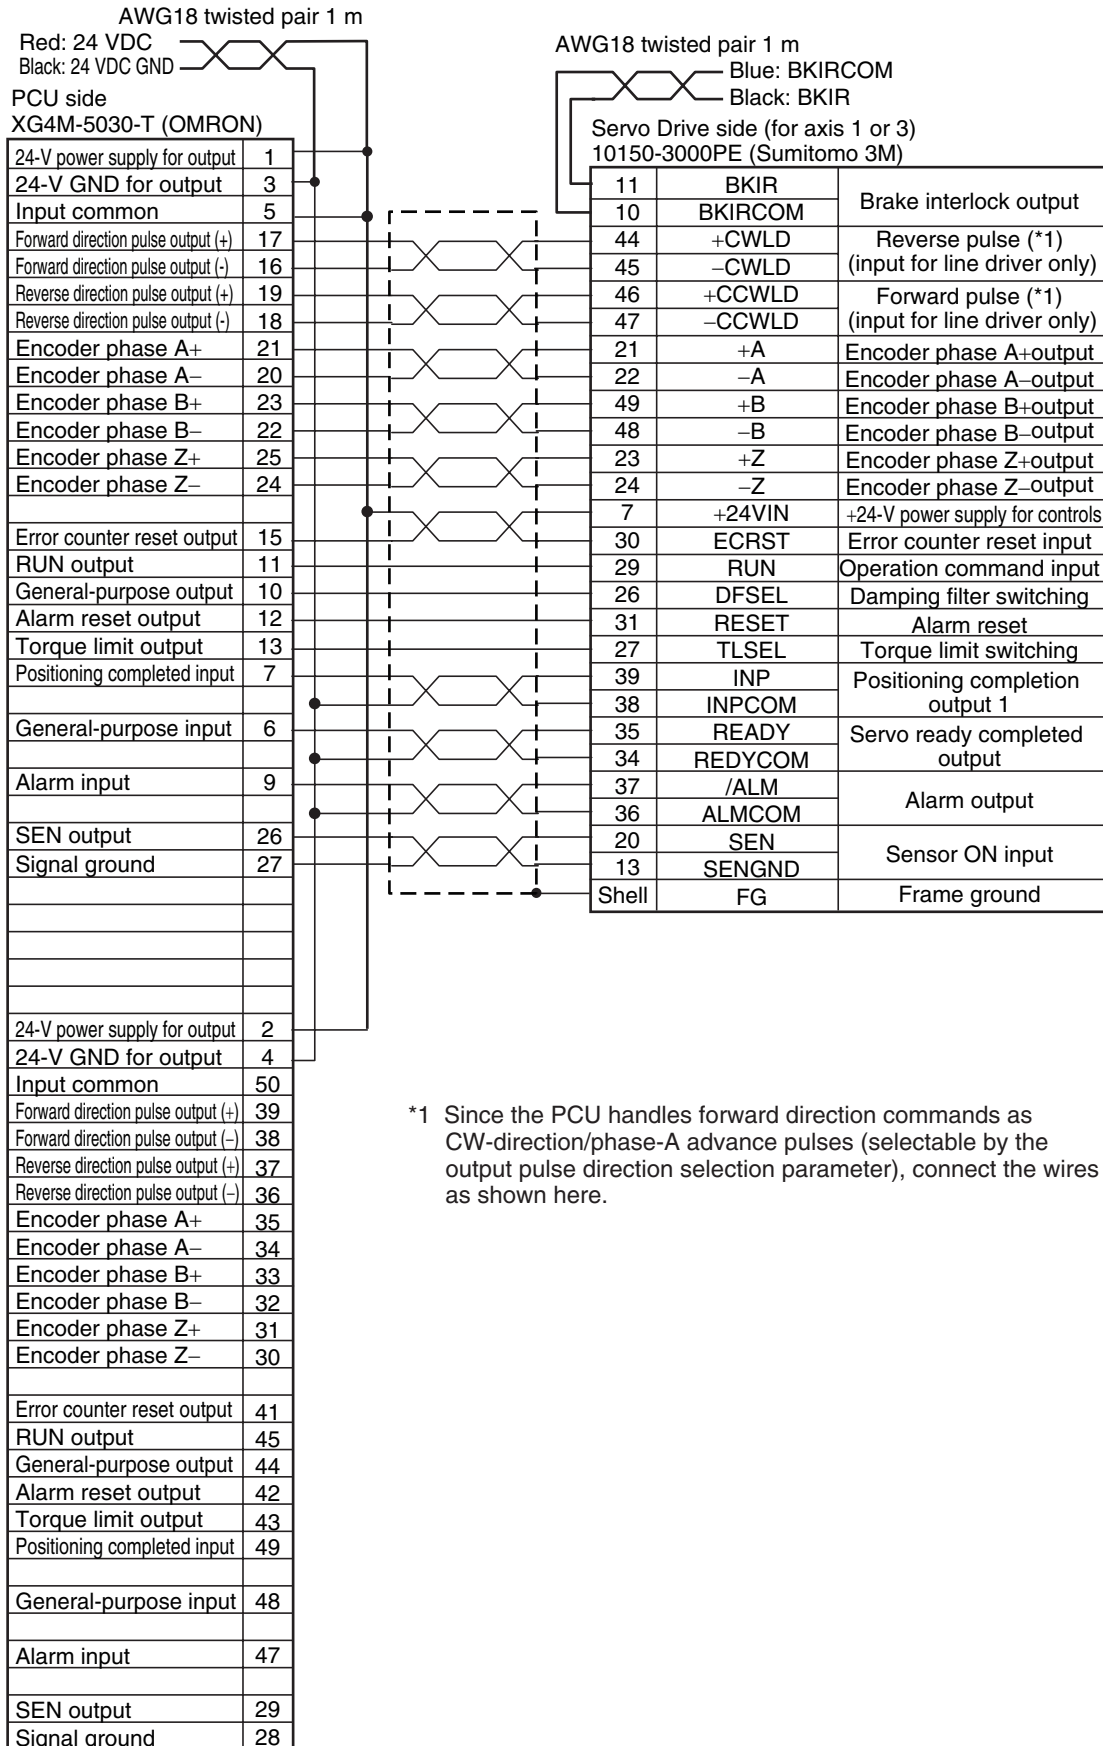 AWG18 twisted pair 1 m
Red: 24 VDC
Black: 24 VDC GND
PCU side
XG4M-5030-T (OMRON)
24-V power supply for output 1
24-V GND for output 3
Input common 5
Forward direction pulse output (+) 17
Forward direction pulse output (-) 16
Reverse direction pulse output (+) 19
Reverse direction pulse output (-) 18
Encoder phase A+ 21
Encoder phase A− 20
Encoder phase B+ 23
Encoder phase B− 22
Encoder phase Z+ 25
Encoder phase Z− 24
Error counter reset output 15
RUN output 11
General-purpose output 10
Alarm reset output 12
Torque limit output 13
Positioning completed input 7
General-purpose input 6
Alarm input 9
SEN output 26
Signal ground 27
24-V power supply for output 2
24-V GND for output 4
Input common 50
Forward direction pulse output (+) 39
Forward direction pulse output (−) 38
Reverse direction pulse output (+) 37
Reverse direction pulse output (−) 36
Encoder phase A+ 35
Encoder phase A− 34
Encoder phase B+ 33
Encoder phase B− 32
Encoder phase Z+ 31
Encoder phase Z− 30
Error counter reset output 41
RUN output 45
General-purpose output 44
Alarm reset output 42
Torque limit output 43
Positioning completed input 49
General-purpose input 48
Alarm input 47
SEN output 29
Signal ground 28
AWG18 twisted pair 1 m
Blue: BKIRCOM
Black: BKIR
Servo Drive side (for axis 1 or 3)
10150-3000PE (Sumitomo 3M)
11 BKIR Brake interlock output
10 BKIRCOM
44 +CWLD Reverse pulse (*1)
45 −CWLD (input for line driver only)
46 +CCWLD Forward pulse (*1)
47 −CCWLD (input for line driver only)
21 +A Encoder phase A+output
22 −A Encoder phase A−output
49 +B Encoder phase B+output
48 −B Encoder phase B−output
23 +Z Encoder phase Z+output
24 −Z Encoder phase Z−output
7 +24VIN +24-V power supply for controls
30 ECRST Error counter reset input
29 RUN Operation command input
26 DFSEL Damping filter switching
31 RESET Alarm reset
27 TLSEL Torque limit switching
39 INP Positioning completion
38 INPCOM output 1
35 READY Servo ready completed
34 REDYCOM output
37 /ALM Alarm output
36 ALMCOM
20 SEN Sensor ON input
13 SENGND
Shell FG Frame ground
*1 Since the PCU handles forward direction commands as
CW-direction/phase-A advance pulses (selectable by the
output pulse direction selection parameter), connect the wires
as shown here.